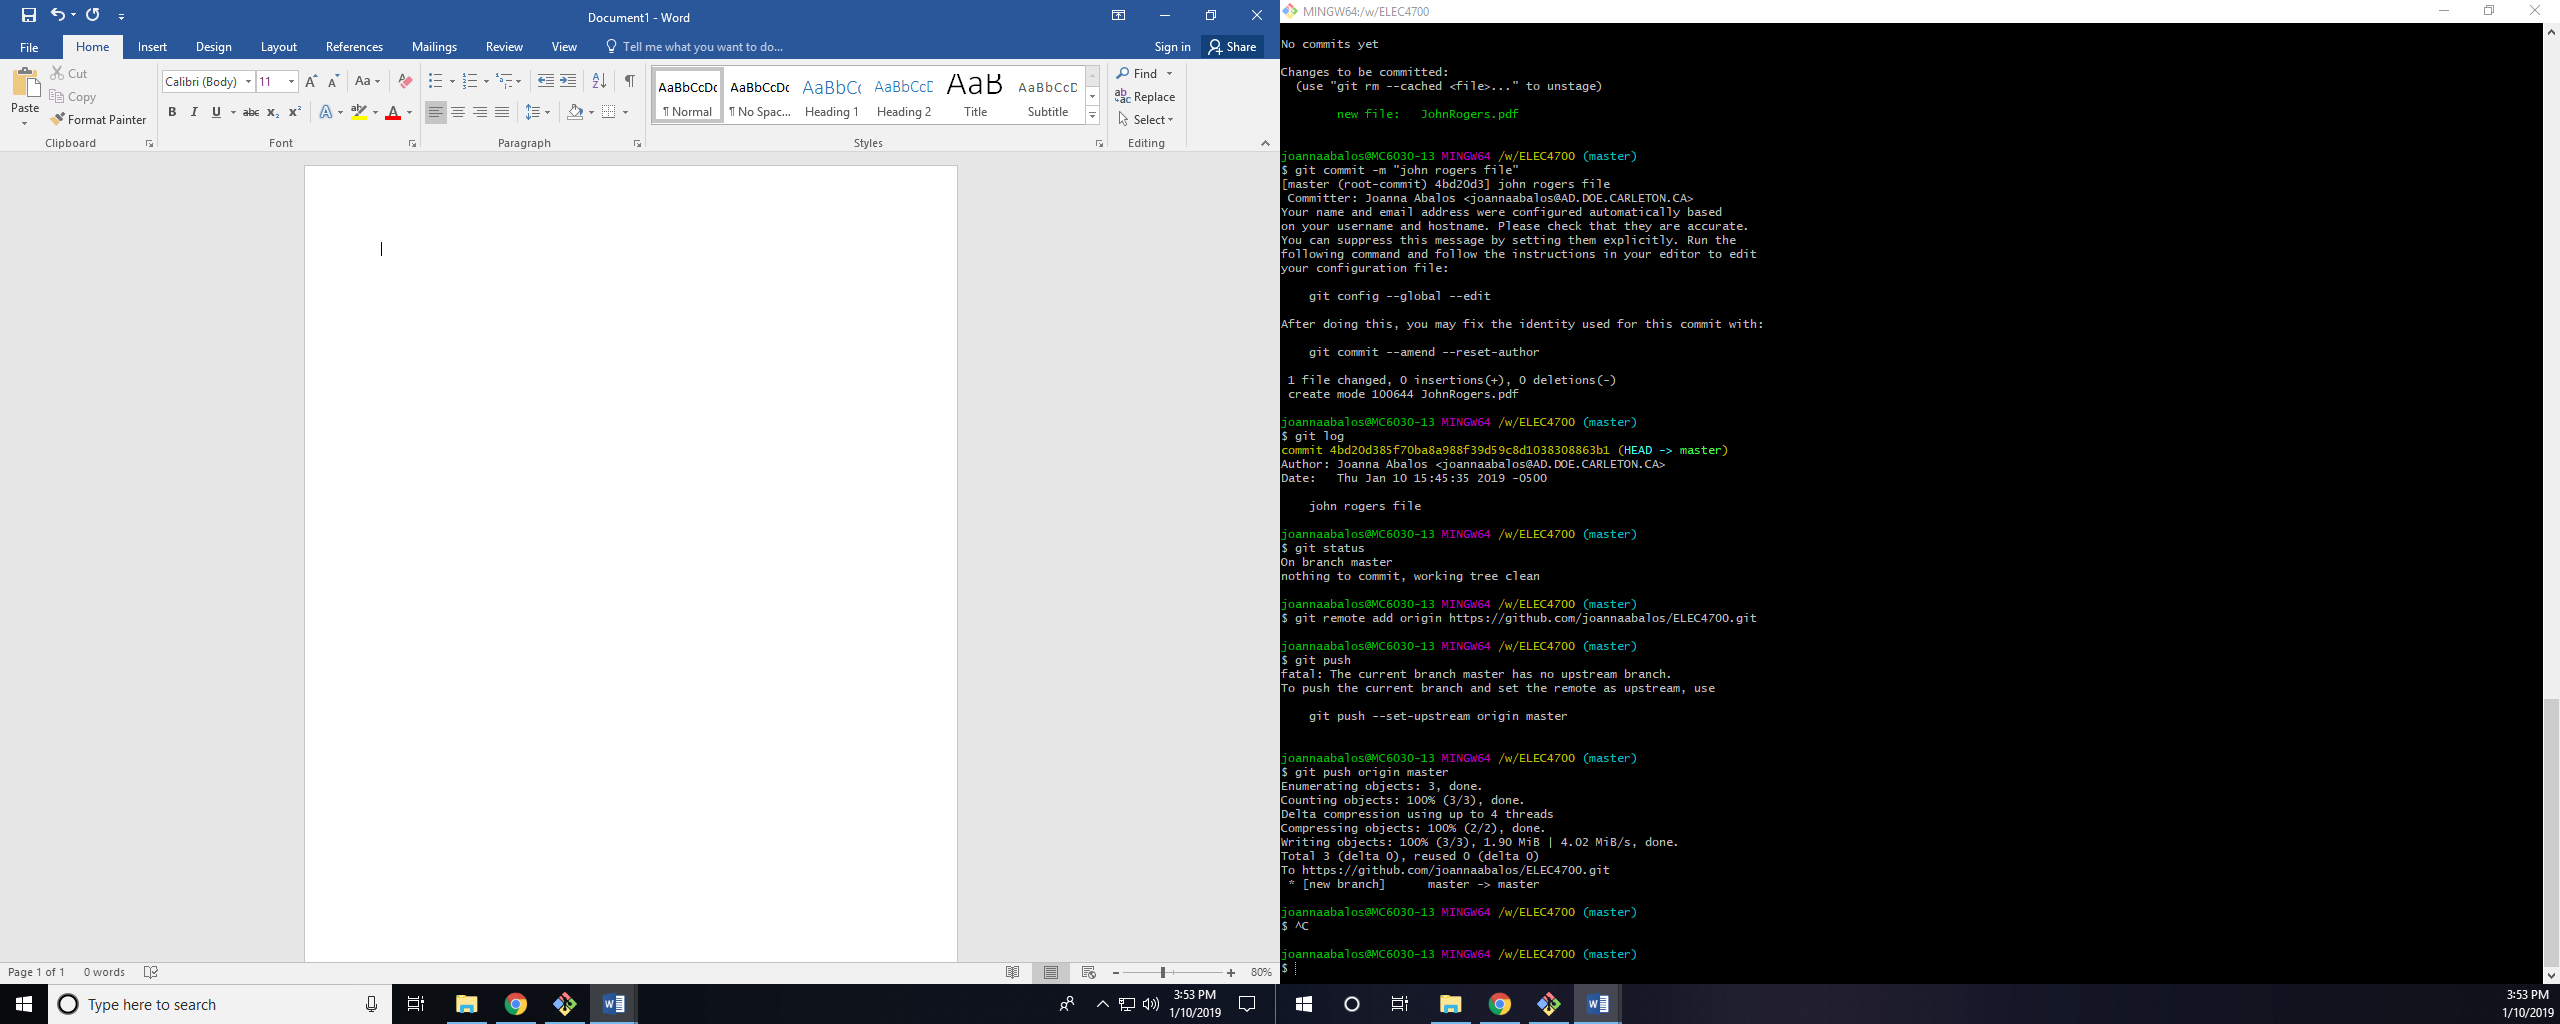 Document1 - Word
File Home Insert Design Layout References Mailings Review View Tell me what you want to do... Sign in Share
Paste
Cut
Copy
Format Painter
Clipboard
Calibri (Body) 11
Aa
B I U abc x₂ x² A A
Font
Paragraph
AaBbCcDc AaBbCcDc AaBbCc AaBbCcD AaB AaBbCcD
¶ Normal ¶ No Spac... Heading 1 Heading 2 Title Subtitle
Styles
Find
Replace
Select
Editing
Page 1 of 1 0 words
80%
Type here to search
3:53 PM
1/10/2019
MINGW64:/w/ELEC4700
No commits yet
Changes to be committed:
(use "git rm --cached <file>..." to unstage)
new file: JohnRogers.pdf
joannaabalos@MC6030-13 MINGW64 /w/ELEC4700 (master)
$ git commit -m "john rogers file"
[master (root-commit) 4bd20d3] john rogers file
Committer: Joanna Abalos <joannaabalos@AD.DOE.CARLETON.CA>
Your name and email address were configured automatically based
on your username and hostname. Please check that they are accurate.
You can suppress this message by setting them explicitly. Run the
following command and follow the instructions in your editor to edit
your configuration file:
git config --global --edit
After doing this, you may fix the identity used for this commit with:
git commit --amend --reset-author
1 file changed, 0 insertions(+), 0 deletions(-)
create mode 100644 JohnRogers.pdf
joannaabalos@MC6030-13 MINGW64 /w/ELEC4700 (master)
$ git log
commit 4bd20d385f70ba8a988f39d59c8d1038308863b1 (HEAD -> master)
Author: Joanna Abalos <joannaabalos@AD.DOE.CARLETON.CA>
Date: Thu Jan 10 15:45:35 2019 -0500
john rogers file
joannaabalos@MC6030-13 MINGW64 /w/ELEC4700 (master)
$ git status
On branch master
nothing to commit, working tree clean
joannaabalos@MC6030-13 MINGW64 /w/ELEC4700 (master)
$ git remote add origin https://github.com/joannaabalos/ELEC4700.git
joannaabalos@MC6030-13 MINGW64 /w/ELEC4700 (master)
$ git push
fatal: The current branch master has no upstream branch.
To push the current branch and set the remote as upstream, use
git push --set-upstream origin master
joannaabalos@MC6030-13 MINGW64 /w/ELEC4700 (master)
$ git push origin master
Enumerating objects: 3, done.
Counting objects: 100% (3/3), done.
Delta compression using up to 4 threads
Compressing objects: 100% (2/2), done.
Writing objects: 100% (3/3), 1.90 MiB | 4.02 MiB/s, done.
Total 3 (delta 0), reused 0 (delta 0)
To https://github.com/joannaabalos/ELEC4700.git
* [new branch] master -> master
joannaabalos@MC6030-13 MINGW64 /w/ELEC4700 (master)
$ ^C
joannaabalos@MC6030-13 MINGW64 /w/ELEC4700 (master)
$
3:53 PM
1/10/2019